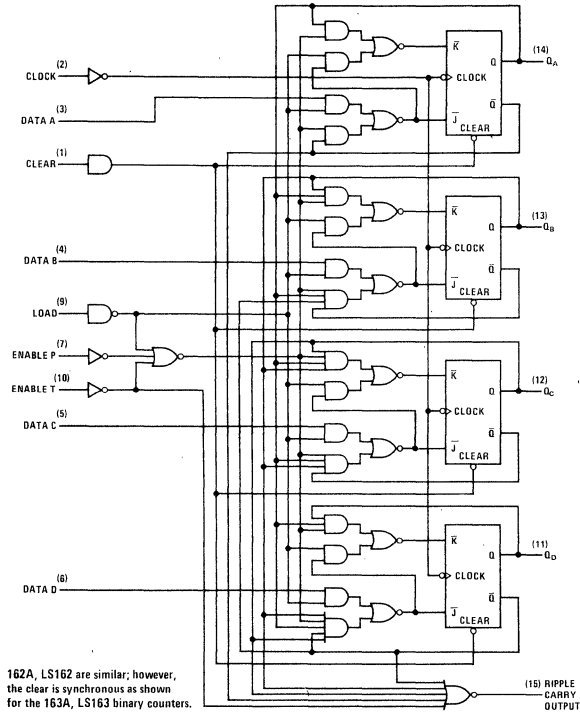 (2)
CLOCK
(3)
DATA A
(1)
CLEAR
(4)
DATA B
(9)
LOAD
(7)
ENABLE P
(10)
ENABLE T
(5)
DATA C
(6)
DATA D
K̅
Q
(14)
QA
CLOCK
Q̅
J̅
CLEAR
K̅
Q
(13)
QB
CLOCK
Q̅
J̅
CLEAR
K̅
Q
(12)
QC
CLOCK
Q̅
J̅
CLEAR
K̅
Q
(11)
QD
CLOCK
Q̅
J̅
CLEAR
(15) RIPPLE
CARRY
OUTPUT
162A, LS162 are similar; however,
the clear is synchronous as shown
for the 163A, LS163 binary counters.